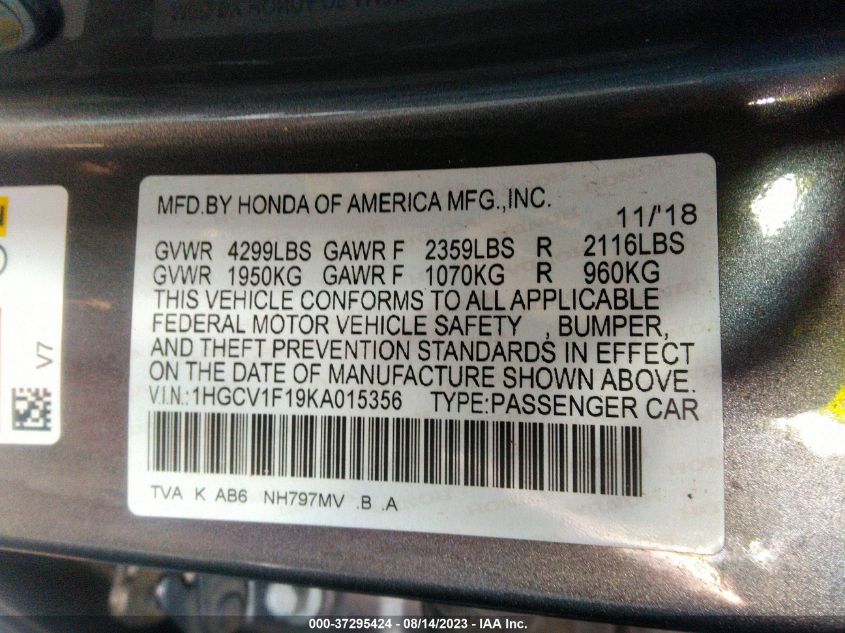 MFD.BY HONDA OF AMERICA MFG.,INC.
11/'18
GVWR 4299LBS GAWR F 2359LBS R 2116LBS
GVWR 1950KG GAWR F 1070KG R 960KG
THIS VEHICLE CONFORMS TO ALL APPLICABLE
FEDERAL MOTOR VEHICLE SAFETY , BUMPER,
AND THEFT PREVENTION STANDARDS IN EFFECT
ON THE DATE OF MANUFACTURE SHOWN ABOVE.
V.I.N.:1HGCV1F19KA015356 TYPE:PASSENGER CAR
TVA K AB6 NH797MV .B .A
V7
000-37295424 - 08/14/2023 - IAA Inc.